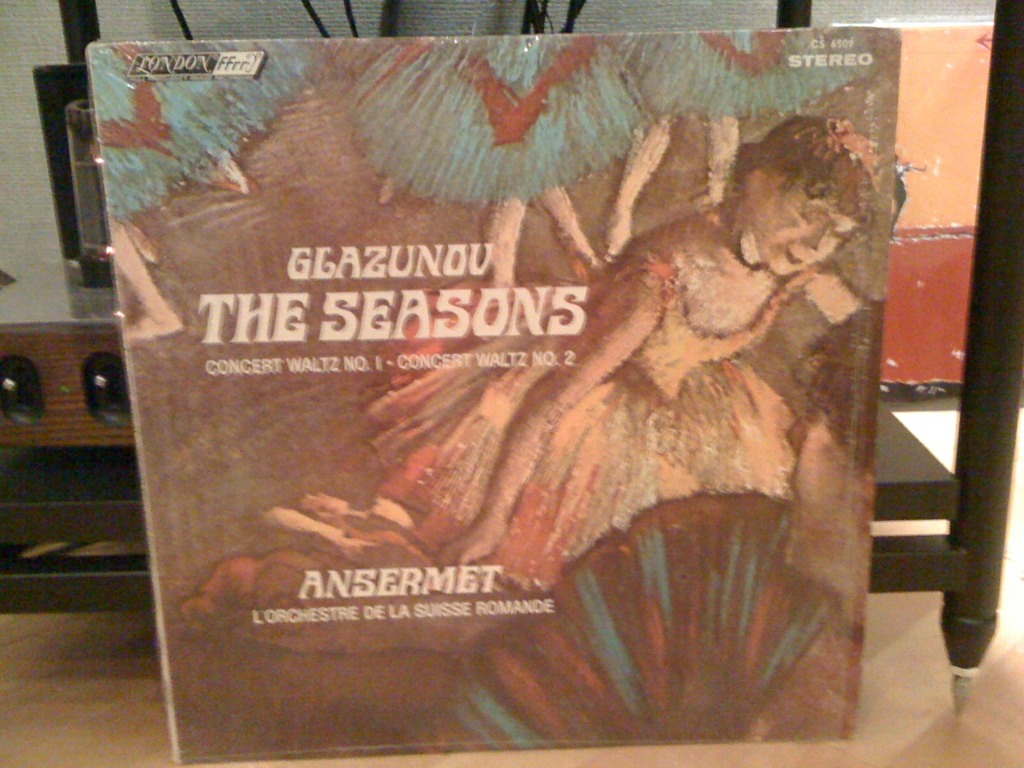 LONDON ffrr
CS 6509
STEREO
GLAZUNOV
THE SEASONS
CONCERT WALTZ NO. 1 - CONCERT WALTZ NO. 2
ANSERMET
L'ORCHESTRE DE LA SUISSE ROMANDE